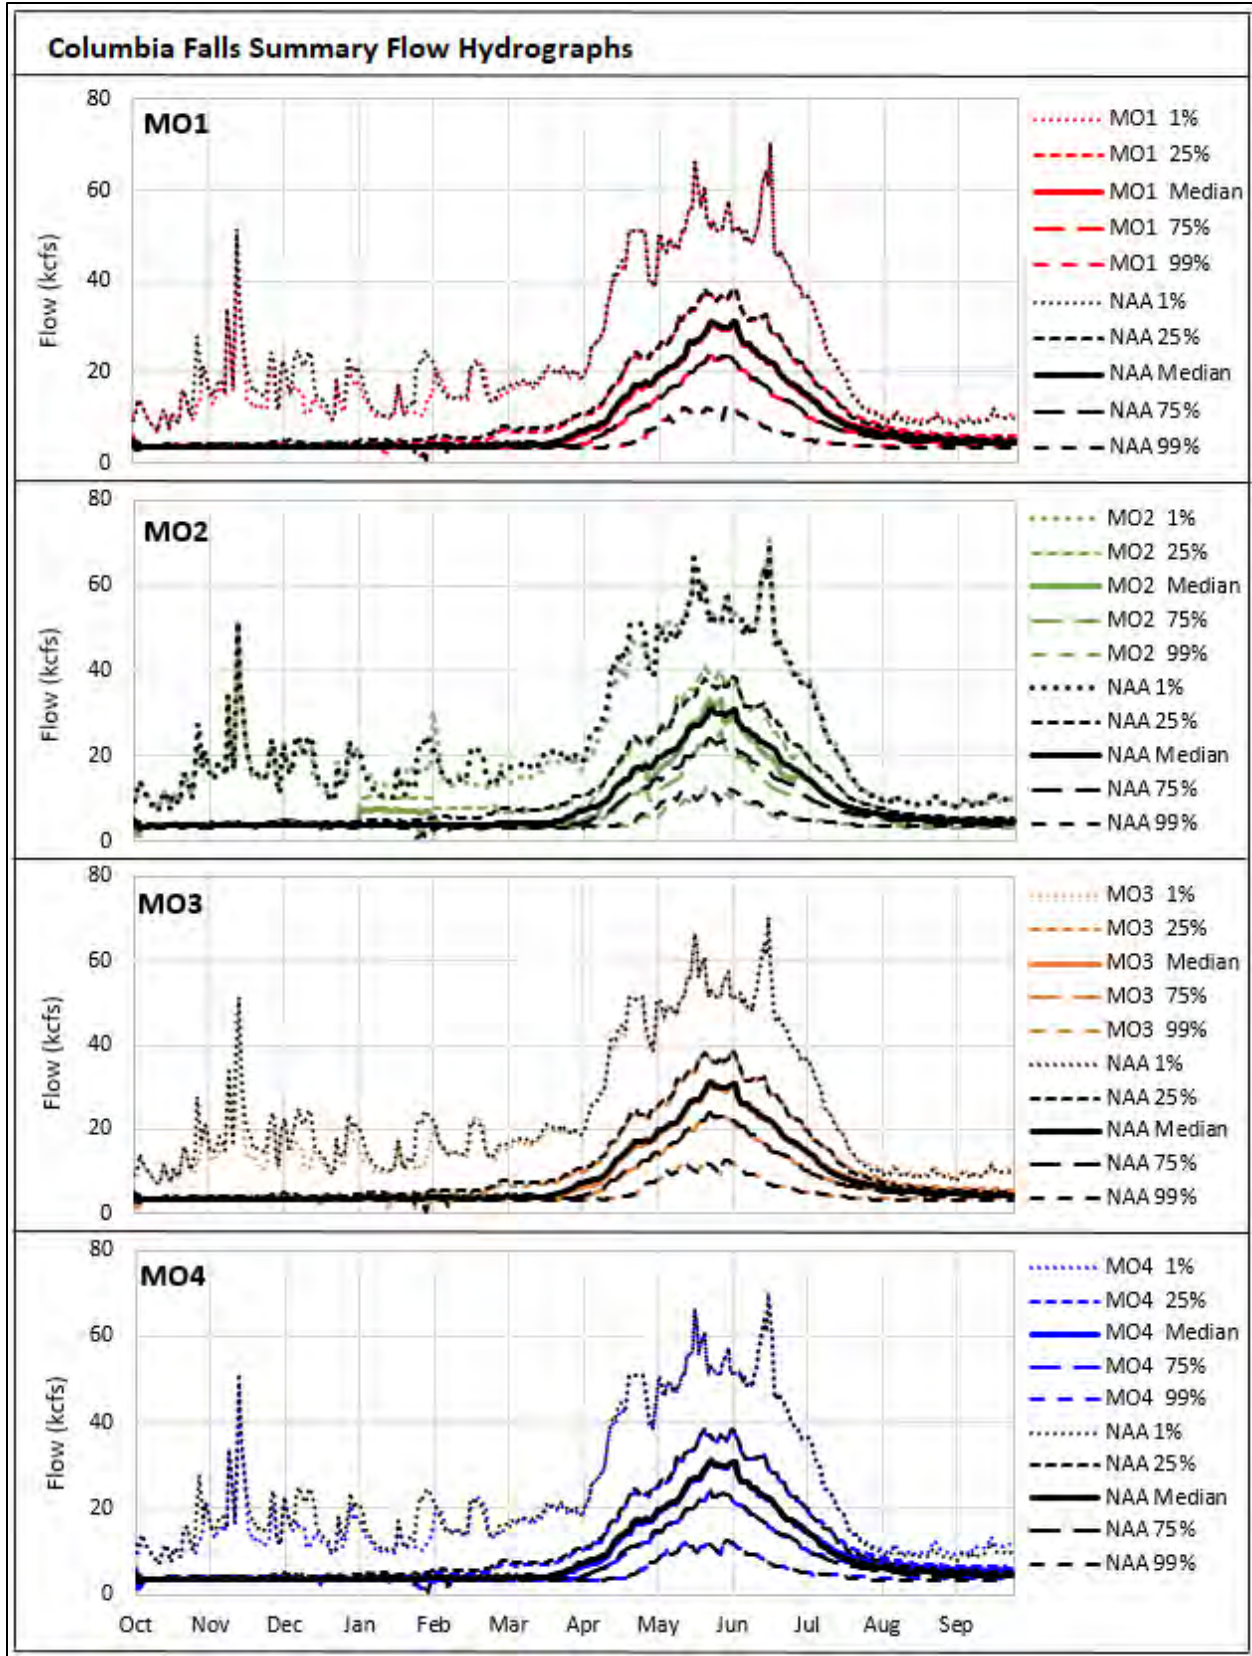 Columbia Falls Summary Flow Hydrographs
MO1
Flow (kcfs)
80
60
40
20
0
MO1 1%
MO1 25%
MO1 Median
MO1 75%
MO1 99%
NAA 1%
NAA 25%
NAA Median
NAA 75%
NAA 99%
MO2
Flow (kcfs)
80
60
40
20
0
MO2 1%
MO2 25%
MO2 Median
MO2 75%
MO2 99%
NAA 1%
NAA 25%
NAA Median
NAA 75%
NAA 99%
MO3
Flow (kcfs)
80
60
40
20
0
MO3 1%
MO3 25%
MO3 Median
MO3 75%
MO3 99%
NAA 1%
NAA 25%
NAA Median
NAA 75%
NAA 99%
MO4
Flow (kcfs)
80
60
40
20
0
MO4 1%
MO4 25%
MO4 Median
MO4 75%
MO4 99%
NAA 1%
NAA 25%
NAA Median
NAA 75%
NAA 99%
Oct Nov Dec Jan Feb Mar Apr May Jun Jul Aug Sep